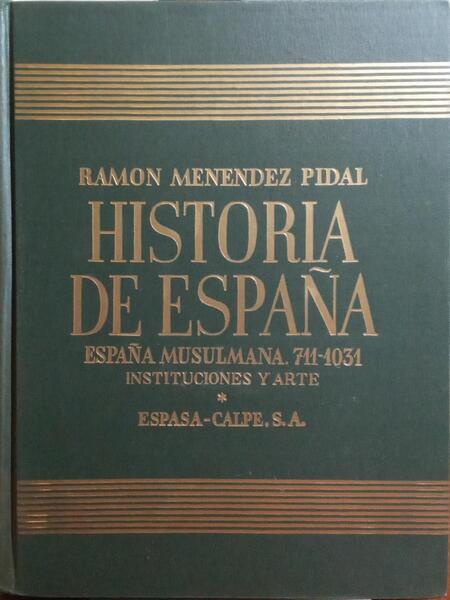 RAMON MENENDEZ PIDAL
HISTORIA
DE ESPAÑA
ESPAÑA MUSULMANA. 711-1031
INSTITUCIONES Y ARTE
*
ESPASA-CALPE, S.A.